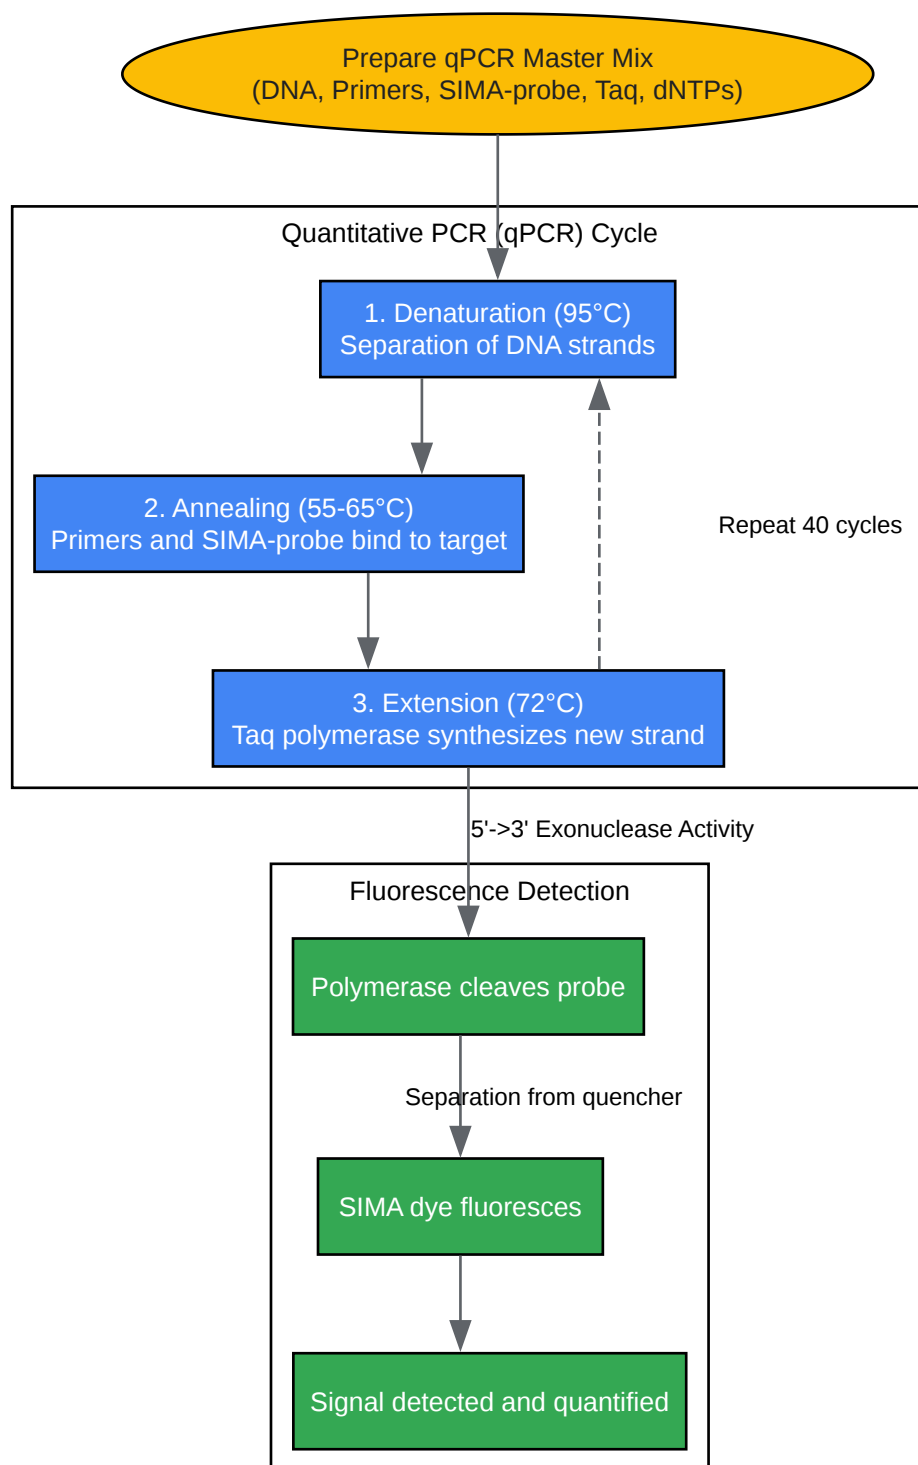 Prepare qPCR Master Mix
(DNA, Primers, SIMA-probe, Taq, dNTPs)
Quantitative PCR (qPCR) Cycle
1. Denaturation (95°C)
Separation of DNA strands
2. Annealing (55-65°C)
Primers and SIMA-probe bind to target
Repeat 40 cycles
3. Extension (72°C)
Taq polymerase synthesizes new strand
5'->3' Exonuclease Activity
Fluorescence Detection
Polymerase cleaves probe
Separation from quencher
SIMA dye fluoresces
Signal detected and quantified